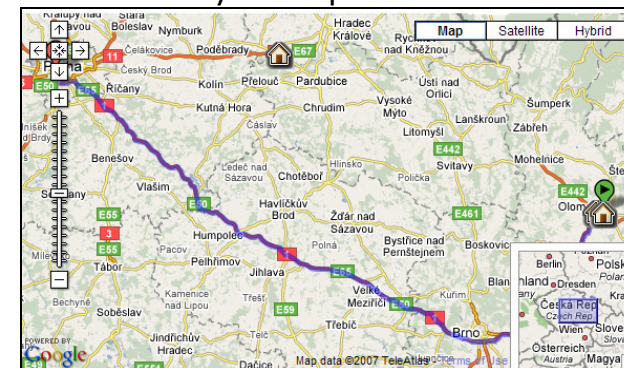 Kralupy nad
Stará
Boleslav
Nymburk
Hradec
Králové
Map
Satellite
Hybrid
Čelákovice
Poděbrady
E67
nad Kněžnou
11
Český Brod
Praha
E50
E65
Říčany
Kolín
Přelouč
Pardubice
Ústí nad
Orlicí
1
Kutná Hora
Chrudim
Vysoké
Mýto
Lanškroun
Šumperk
Čáslav
Litomyšl
Zábřeh
Benešov
Ledeč nad
Sázavou
Chotěboř
Hlinsko
E442
Svitavy
Mohelnice
Polička
Vlašim
E442
E50
Havlíčkův
Brod
Žďár nad
Sázavou
E461
E55
3
E55
Humpolec
Polná
Bystřice nad
Pernštejnem
Boskovic
Pacov
Pelhřimov
1
Tábor
Jihlava
E65
Velké
Meziříčí
E50
Kuřim
Blan
Bechyně
Soběslav
Kamenice
nad Lipou
Třešť
E59
1
Brno
Třebíč
Telč
Jindřichův
Hradec
Dačice
Berlin
Polsk
Dresden
Česká Rep
Czech Rep
Wien
Slove
Österreich
Austria
Magya
POWERED BY
Google
Map data ©2007 TeleAtlas - Terms of Use